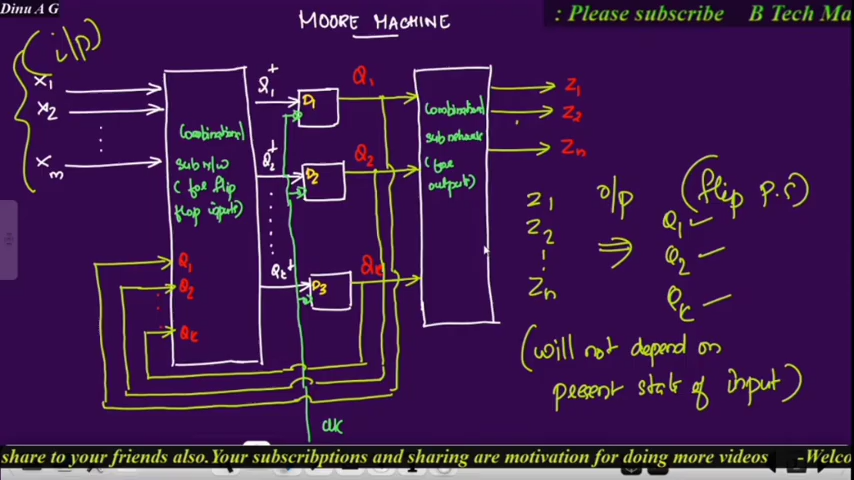 Dinu A G
: Please subscribe B Tech Ma
MOORE MACHINE
(i/p)
X1
X2
Xm
Combinational
sub n/w
(for flip
flop inputs)
Q1
Q2
Qk
Q1+
Q2+
Qk+
D1
D2
D3
Q1
Q2
Qk
clk
Combinational
sub network
(for
output)
Z1
Z2
Zn
Z1 o/p (flip p.s)
Z2 ⇒ Q1
Zn Q2
Qk
(will not depend on
present state of input)
share to your friends also.Your subscribptions and sharing are motivation for doing more videos -Welco